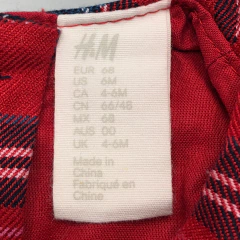 H&M
EUR 68
US 6M
CA 4-6M
CN 66/48
MX 68
AUS 00
UK 4-6M
Made in
China
Fabriqué en
China